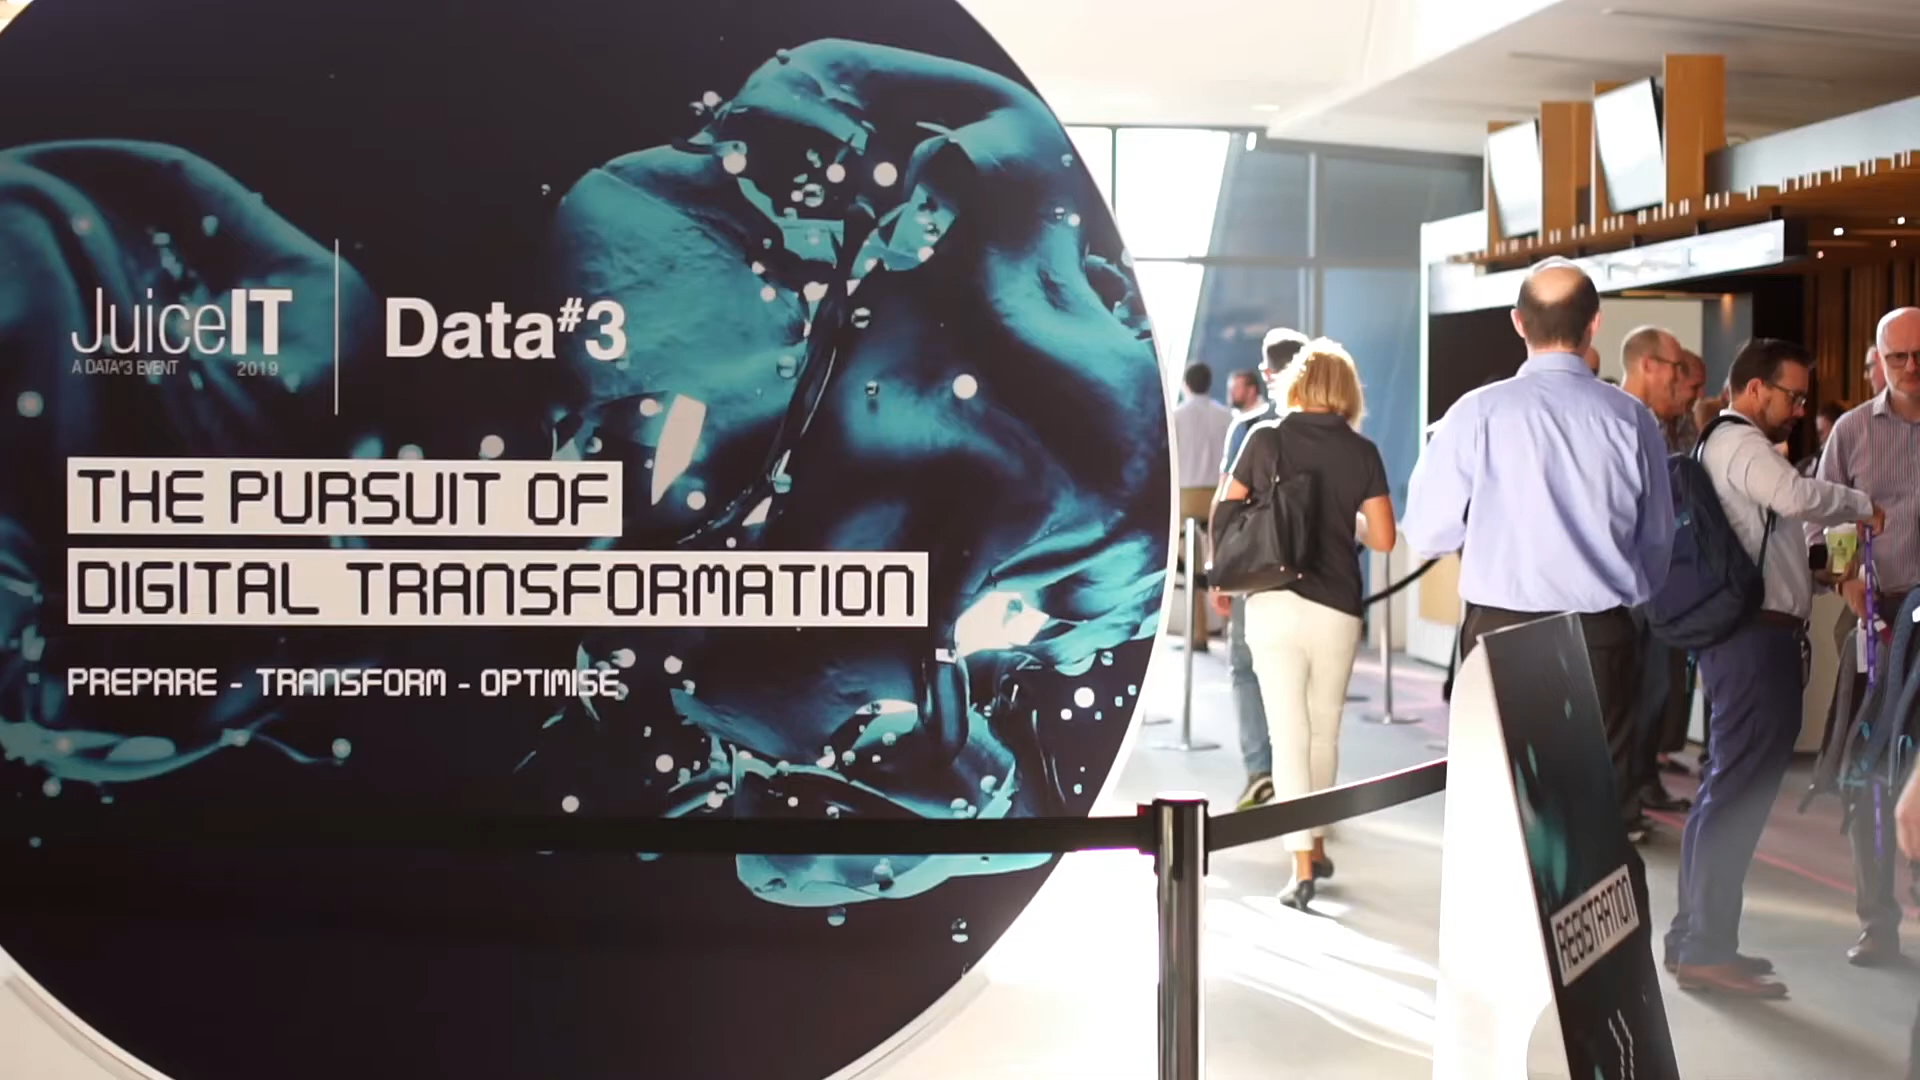 JuiceIT
A DATA#3 EVENT 2019
Data#3
THE PURSUIT OF
DIGITAL TRANSFORMATION
PREPARE - TRANSFORM - OPTIMISE
REGISTRATION